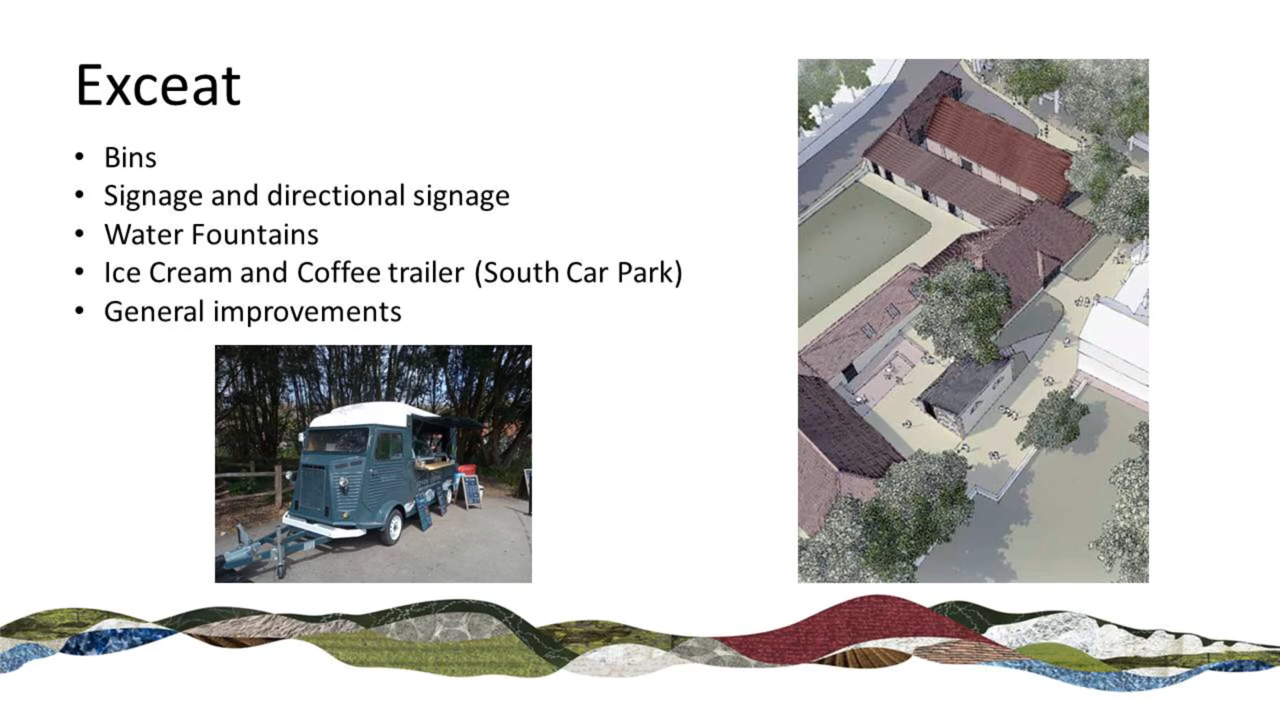 Exceat
• Bins
• Signage and directional signage
• Water Fountains
• Ice Cream and Coffee trailer (South Car Park)
• General improvements